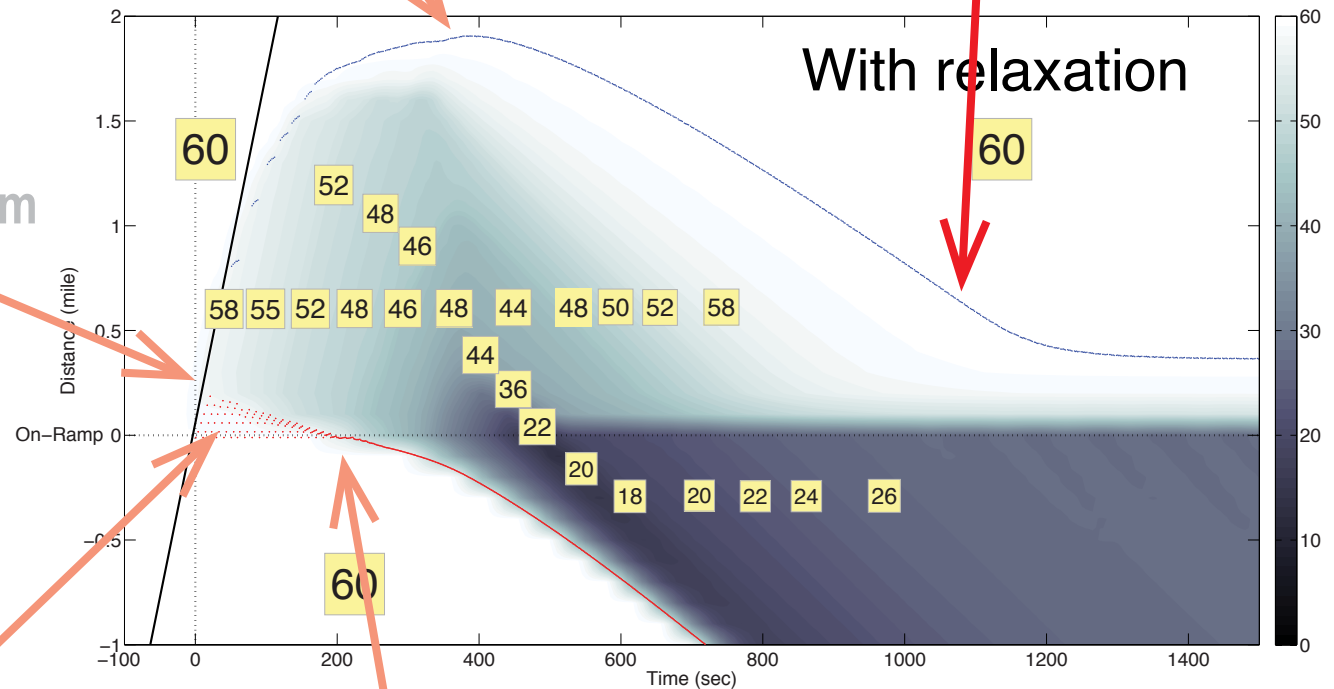 With relaxation
2
1.5
1
0.5
On-Ramp 0
-0.5
-1
Distance (mile)
m
60
60
60
52
48
46
58 55 52 48 46 48 44 48 50 52 58
44
36
22
20
18 20 22 24 26
-100 0 200 400 600 800 1000 1200 1400
Time (sec)
60
50
40
30
20
10
0